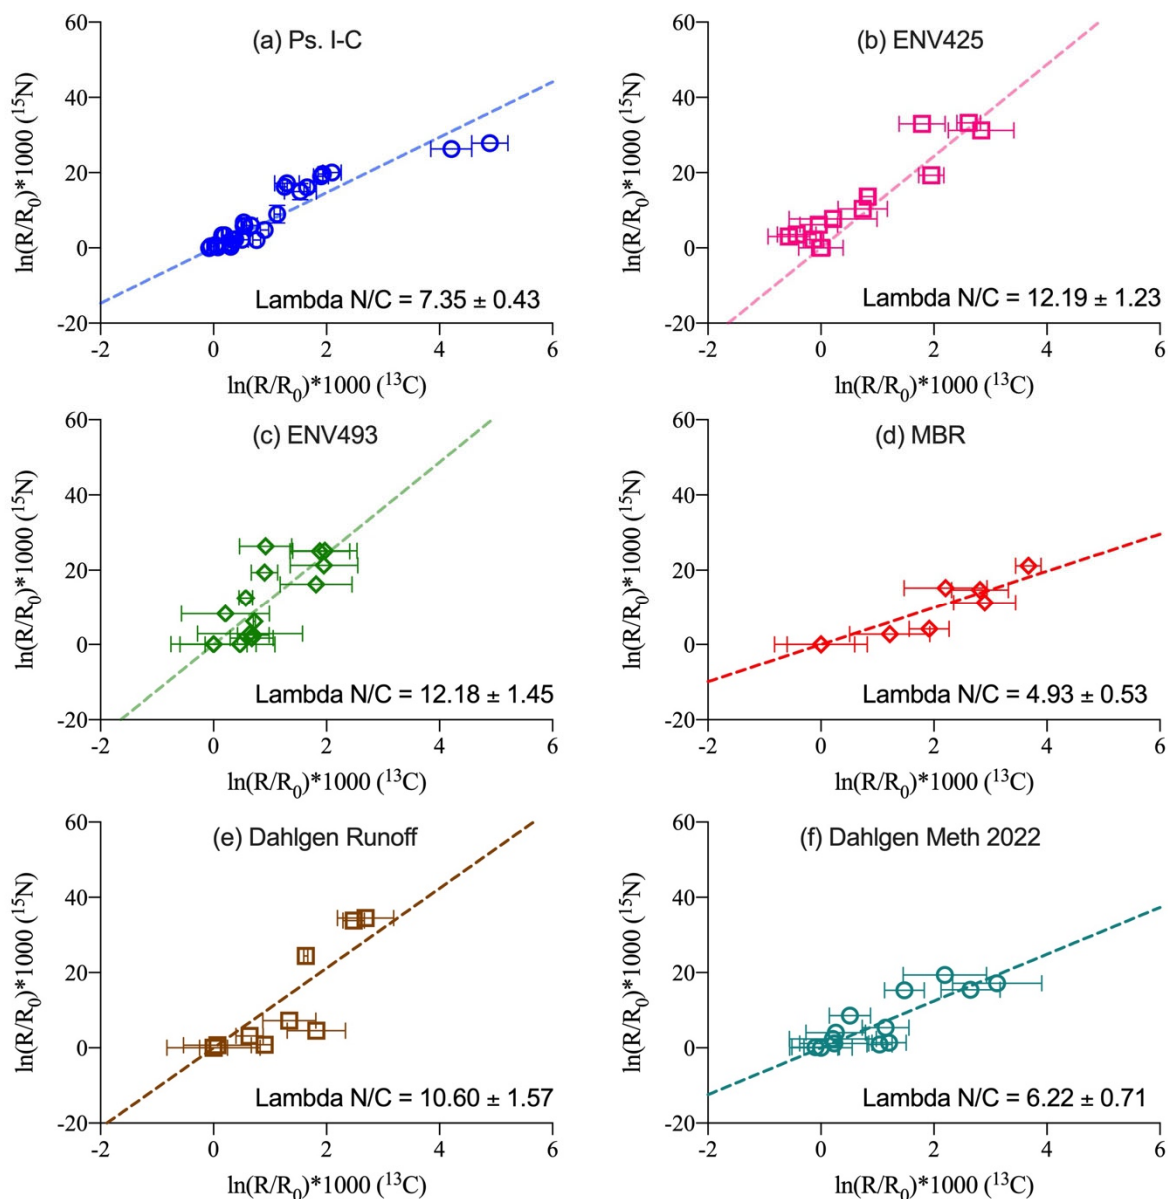 (a) Ps. I-C
60
40
20
0
-20
-2
0
2
4
6
ln(R/R0)*1000 (15N)
ln(R/R0)*1000 (13C)
Lambda N/C = 7.35 ± 0.43
(b) ENV425
60
40
20
0
-20
-2
0
2
4
6
ln(R/R0)*1000 (15N)
ln(R/R0)*1000 (13C)
Lambda N/C = 12.19 ± 1.23
(c) ENV493
60
40
20
0
-20
-2
0
2
4
6
ln(R/R0)*1000 (15N)
ln(R/R0)*1000 (13C)
Lambda N/C = 12.18 ± 1.45
(d) MBR
60
40
20
0
-20
-2
0
2
4
6
ln(R/R0)*1000 (15N)
ln(R/R0)*1000 (13C)
Lambda N/C = 4.93 ± 0.53
(e) Dahlgen Runoff
60
40
20
0
-20
-2
0
2
4
6
ln(R/R0)*1000 (15N)
ln(R/R0)*1000 (13C)
Lambda N/C = 10.60 ± 1.57
(f) Dahlgen Meth 2022
60
40
20
0
-20
-2
0
2
4
6
ln(R/R0)*1000 (15N)
ln(R/R0)*1000 (13C)
Lambda N/C = 6.22 ± 0.71